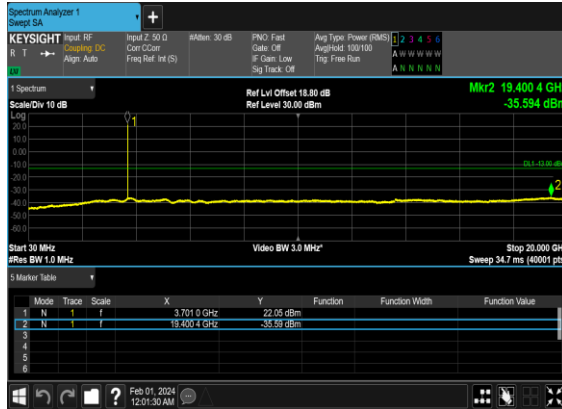 Spectrum Analyzer 1
Swept SA
+
KEYSIGHT Input: RF Input Z: 50 Ω #Atten: 30 dB PNO: Fast Avg Type: Power (RMS) 1 2 3 4 5 6
R T Coupling: DC Corr CCorr Gate: Off Avg|Hold: 100/100 A W W W W W
Align: Auto Freq Ref: Int (S) IF Gain: Low Trig: Free Run
LXI Sig Track: Off A N N N N N
1 Spectrum Ref Lvl Offset 18.80 dB Mkr2 19.400 4 GH
Scale/Div 10 dB Ref Level 30.00 dBm -35.594 dBr
Log
20.0
10.0
0.00
-10.0
-20.0
-30.0
-40.0
-50.0
-60.0
1
DL1 -13.00 dB
2
Start 30 MHz Video BW 3.0 MHz* Stop 20.000 GH
#Res BW 1.0 MHz Sweep 34.7 ms (40001 pts
5 Marker Table
Mode Trace Scale X Y Function Function Width Function Value
1 N 1 f 3.701 0 GHz 22.05 dBm
2 N 1 f 19.400 4 GHz -35.59 dBm
3
4
5
6
? Feb 01, 2024
12:01:30 AM